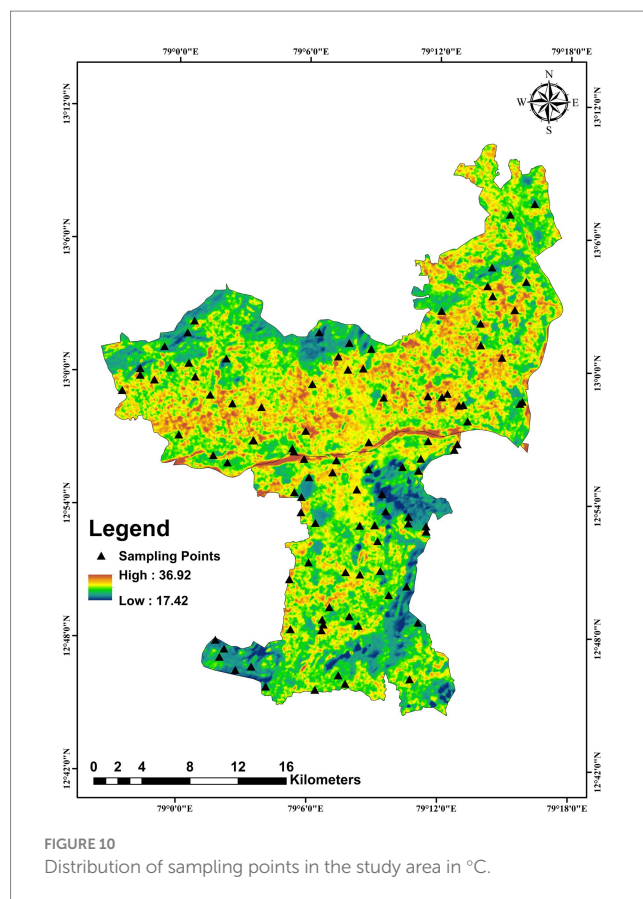 79°0'0"N 79°6'0"N 79°12'0"N 79°18'0"N
N
W E
S
13°12'0"N 13°12'0"N
13°6'0"N 13°6'0"N
13°0'0"N 13°0'0"N
12°54'0"N 12°54'0"N
Legend
Sampling Points
High : 36.92
Low : 17.42
12°48'0"N 12°48'0"N
0 2 4 8 12 16
Kilometers
12°42'0"N 12°42'0"N
79°0'0"N 79°6'0"N 79°12'0"N 79°18'0"N
FIGURE 10
Distribution of sampling points in the study area in °C.